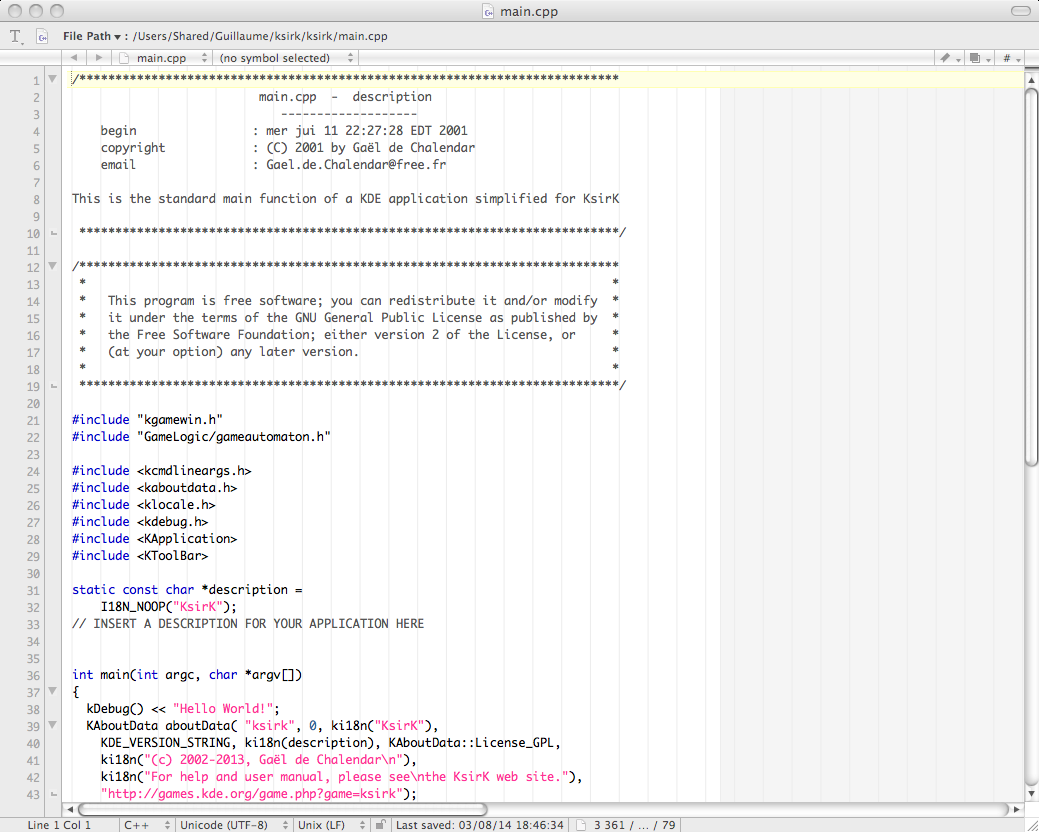 main.cpp
File Path ▾ : /Users/Shared/Guillaume/ksirk/ksirk/main.cpp
main.cpp (no symbol selected) #
1 /***************************************************************************
2                           main.cpp  -  description
3                              -------------------
4     begin                : mer jui 11 22:27:28 EDT 2001
5     copyright            : (C) 2001 by Gaël de Chalendar
6     email                : Gael.de.Chalendar@free.fr
7
8 This is the standard main function of a KDE application simplified for KsirK
9
10  ***************************************************************************/
11
12 /***************************************************************************
13  *                                                                         *
14  *   This program is free software; you can redistribute it and/or modify  *
15  *   it under the terms of the GNU General Public License as published by  *
16  *   the Free Software Foundation; either version 2 of the License, or     *
17  *   (at your option) any later version.                                   *
18  *                                                                         *
19  ***************************************************************************/
20
21 #include "kgamewin.h"
22 #include "GameLogic/gameautomaton.h"
23
24 #include <kcmdlineargs.h>
25 #include <kaboutdata.h>
26 #include <klocale.h>
27 #include <kdebug.h>
28 #include <KApplication>
29 #include <KToolBar>
30
31 static const char *description =
32     I18N_NOOP("KsirK");
33 // INSERT A DESCRIPTION FOR YOUR APPLICATION HERE
34
35
36 int main(int argc, char *argv[])
37 {
38   kDebug() << "Hello World!";
39   KAboutData aboutData( "ksirk", 0, ki18n("KsirK"),
40     KDE_VERSION_STRING, ki18n(description), KAboutData::License_GPL,
41     ki18n("(c) 2002-2013, Gaël de Chalendar\n"),
42     ki18n("For help and user manual, please see\nthe KsirK web site."),
43     "http://games.kde.org/game.php?game=ksirk");
Line 1 Col 1 C++ Unicode (UTF-8) Unix (LF) Last saved: 03/08/14 18:46:34 3 361 / ... / 79